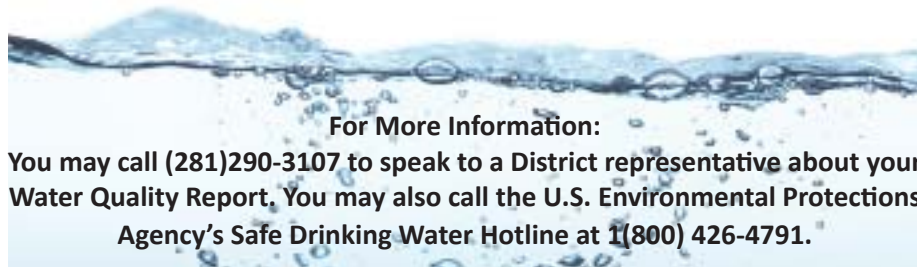 For More Information:
You may call (281)290-3107 to speak to a District representative about your
Water Quality Report. You may also call the U.S. Environmental Protections
Agency's Safe Drinking Water Hotline at 1(800) 426-4791.